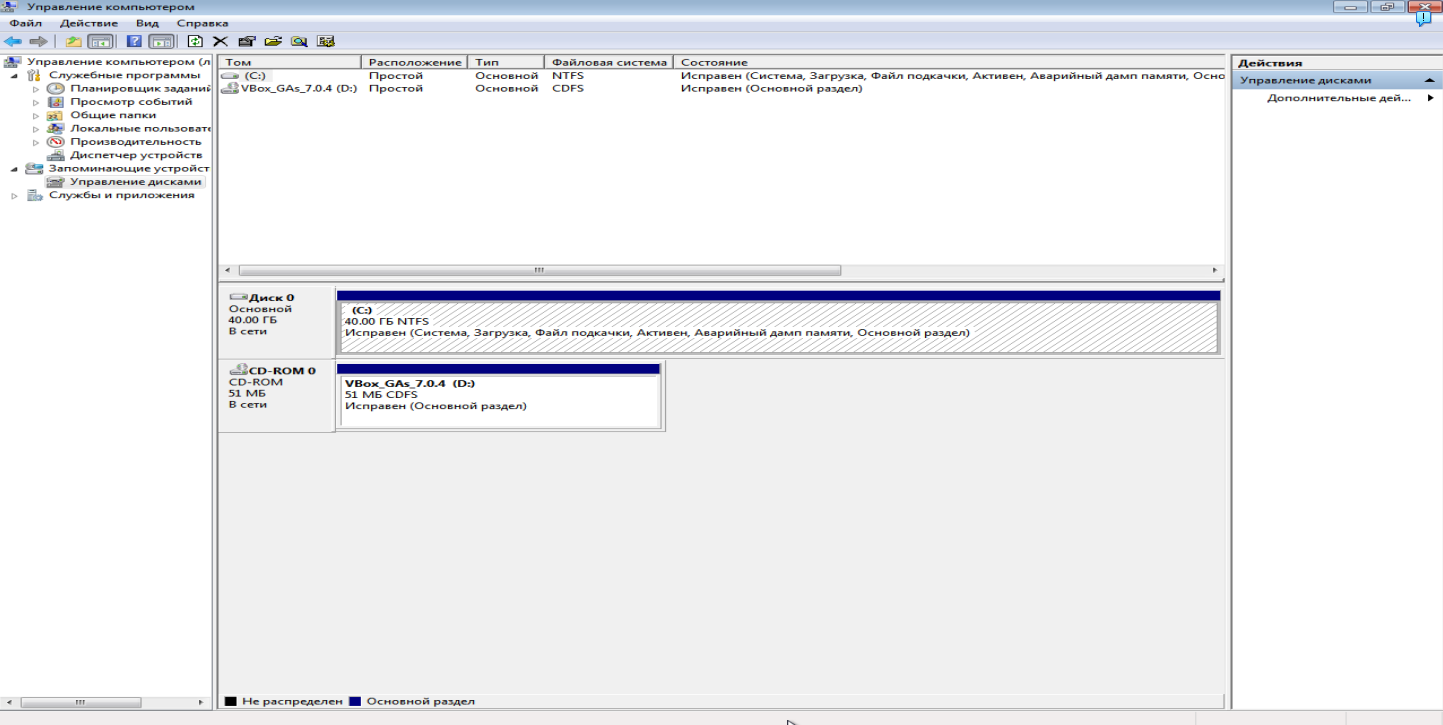 Управление компьютером
Файл Действие Вид Справка
Управление компьютером (л
Служебные программы
Планировщик заданий
Просмотр событий
Общие папки
Локальные пользовате
Производительность
Диспетчер устройств
Запоминающие устройст
Управление дисками
Службы и приложения
Том Расположение Тип Файловая система Состояние
(C:) Простой Основной NTFS Исправен (Система, Загрузка, Файл подкачки, Активен, Аварийный дамп памяти, Осно
VBox_GAs_7.0.4 (D:) Простой Основной CDFS Исправен (Основной раздел)
Диск 0
Основной
40.00 ГБ
В сети
(C:)
40.00 ГБ NTFS
Исправен (Система, Загрузка, Файл подкачки, Активен, Аварийный дамп памяти, Основной раздел)
CD-ROM 0
CD-ROM
51 МБ
В сети
VBox_GAs_7.0.4 (D:)
51 МБ CDFS
Исправен (Основной раздел)
Не распределен Основной раздел
Действия
Управление дисками
Дополнительные дей...